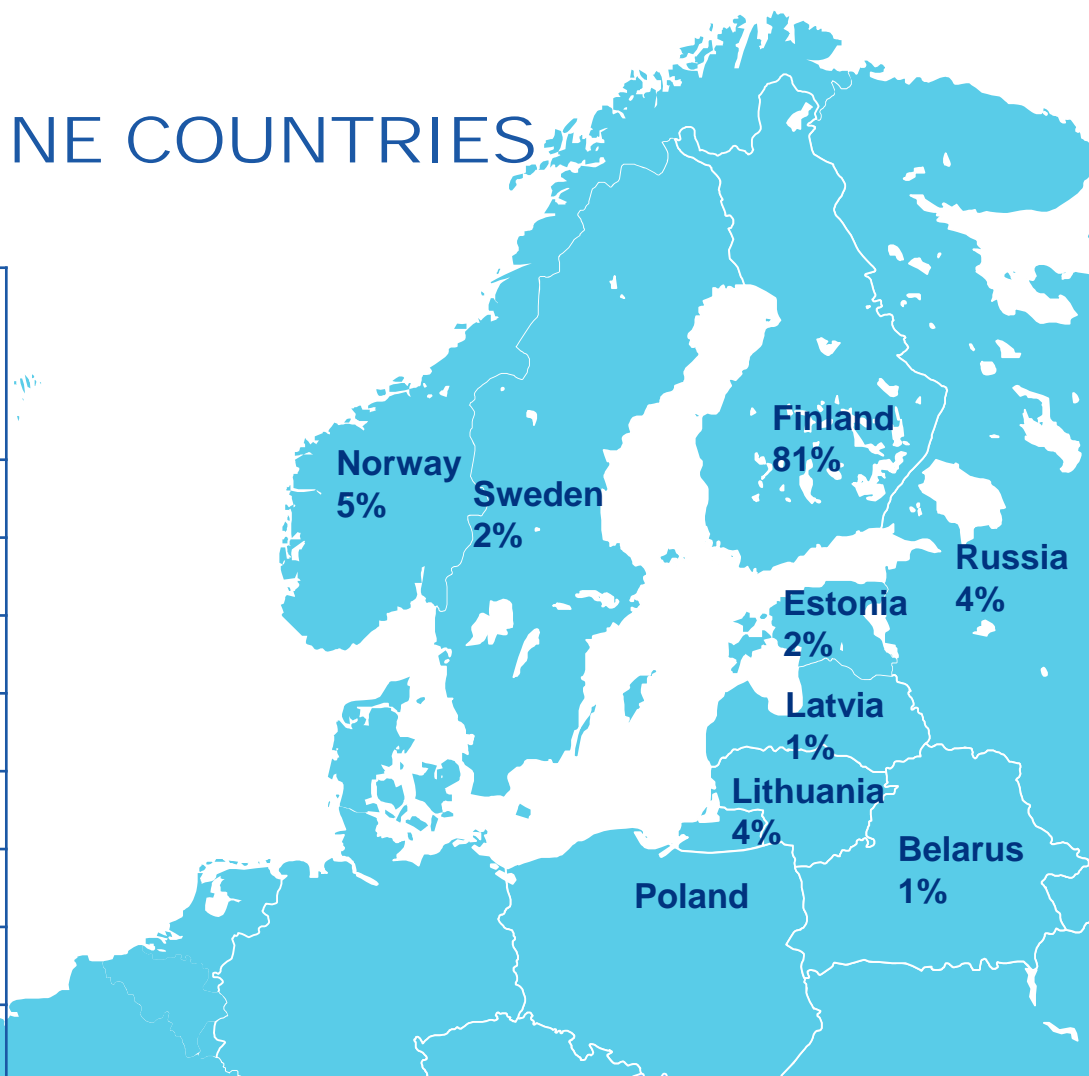 NE COUNTRIES
Finland
81%
Norway
5%
Sweden
2%
Russia
4%
Estonia
2%
Latvia
1%
Lithuania
4%
Belarus
1%
Poland